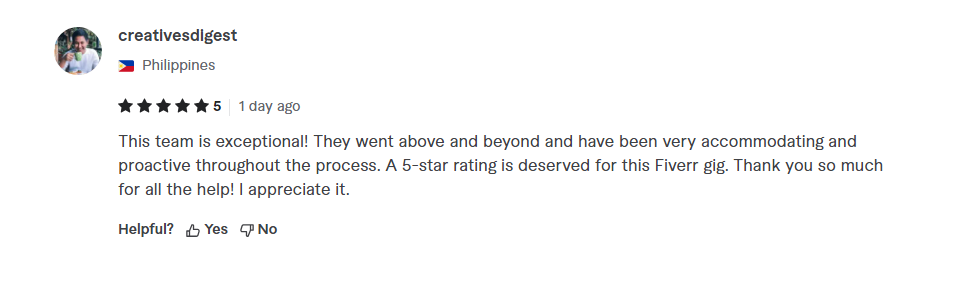 creativesdigest
Philippines
5 1 day ago
This team is exceptional! They went above and beyond and have been very accommodating and
proactive throughout the process. A 5-star rating is deserved for this Fiverr gig. Thank you so much
for all the help! I appreciate it.
Helpful? Yes No